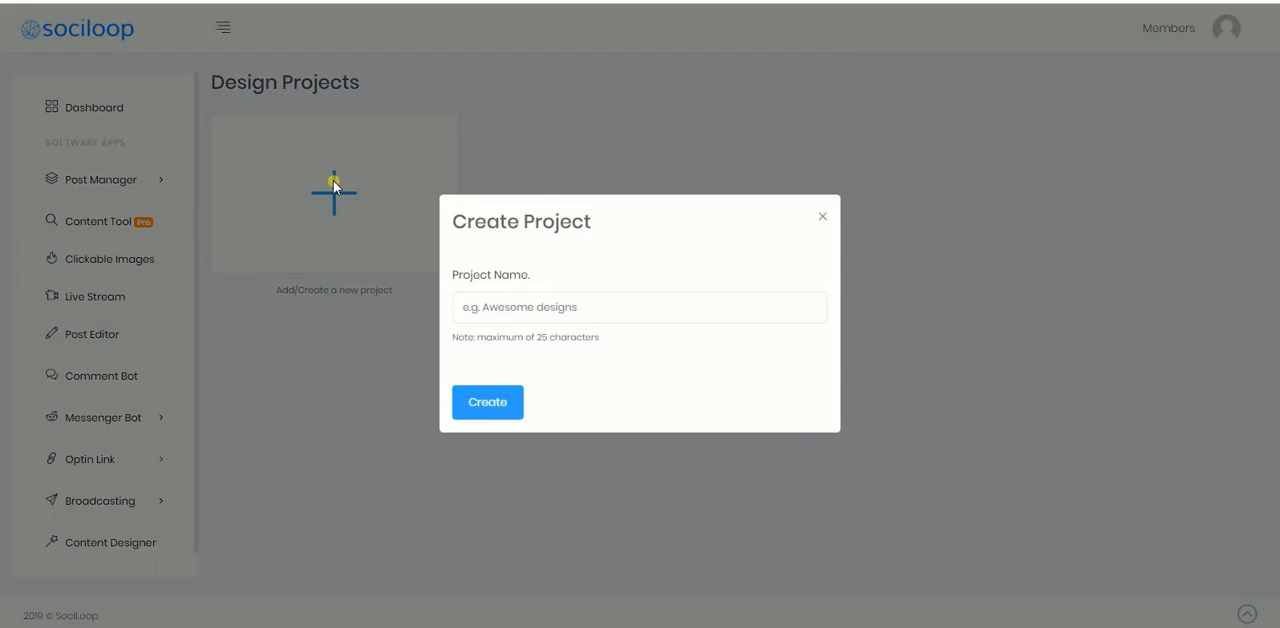 sociloop
Members
Dashboard
SOFTWARE APPS
Post Manager
Content Tool Pro
Clickable Images
Live Stream
Post Editor
Comment Bot
Messenger Bot
Optin Link
Broadcasting
Content Designer
Design Projects
Add/Create a new project
Create Project
Project Name.
e.g. Awesome designs
Note: maximum of 25 characters
Create
2019 © SociLoop